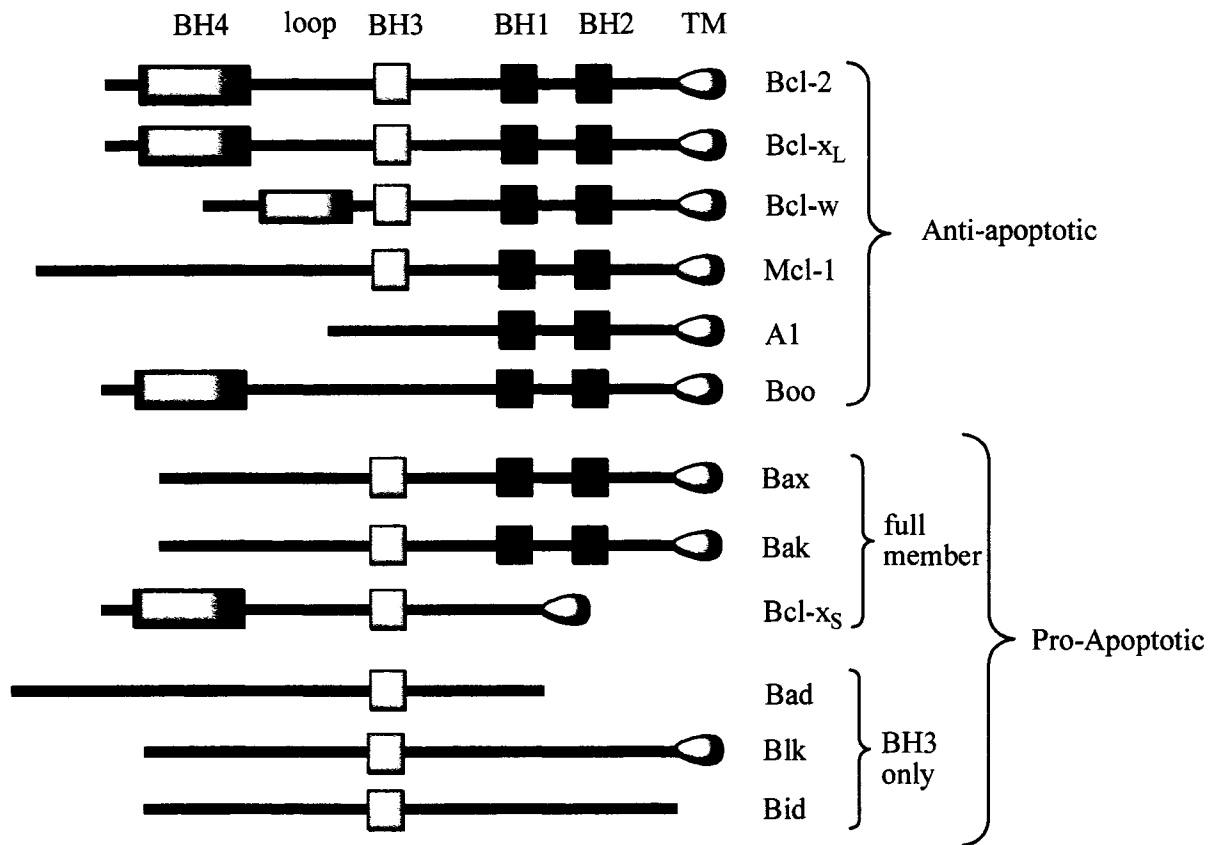 BH4 loop BH3 BH1 BH2 TM
Bcl-2
Bcl-xL
Bcl-w
Mcl-1
A1
Boo
Anti-apoptotic
Bax
Bak
Bcl-xS
full
member
Bad
Blk
Bid
BH3
only
Pro-Apoptotic